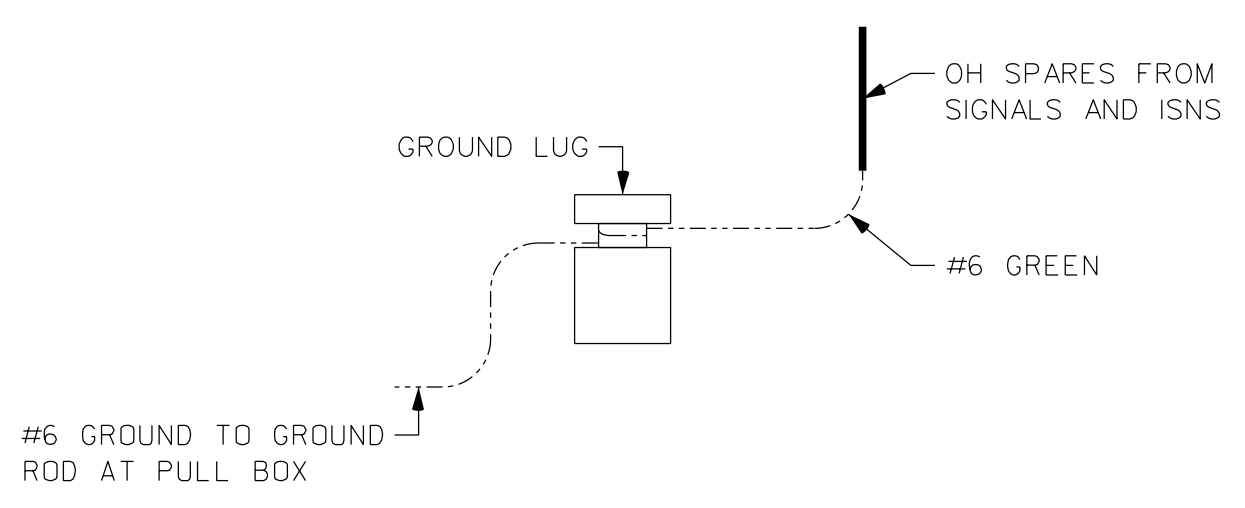 OH SPARES FROM
SIGNALS AND ISNS
GROUND LUG
#6 GREEN
#6 GROUND TO GROUND
ROD AT PULL BOX